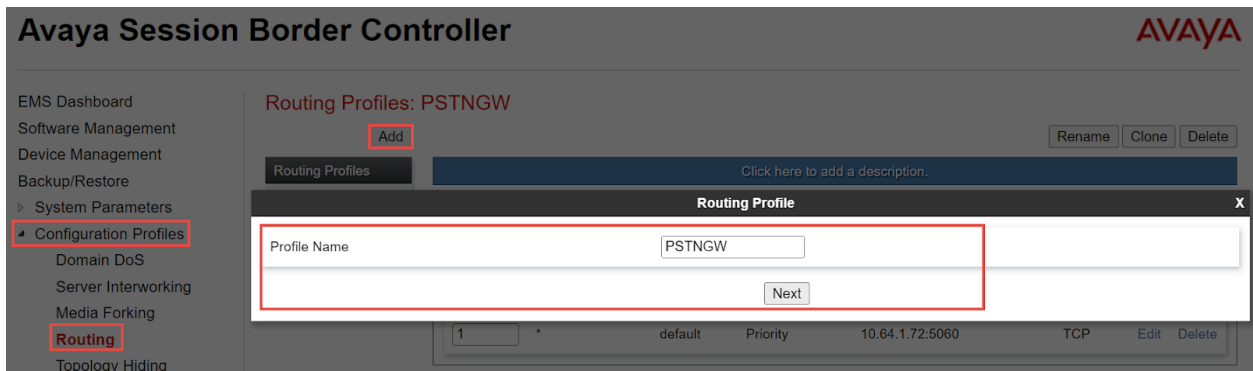 Avaya Session Border Controller
AVAYA
EMS Dashboard
Software Management
Device Management
Backup/Restore
System Parameters
Configuration Profiles
Domain DoS
Server Interworking
Media Forking
Routing
Topology Hiding
Routing Profiles: PSTNGW
Add
Rename Clone Delete
Routing Profiles
Click here to add a description.
Routing Profile X
Profile Name PSTNGW
Next
1 * default Priority 10.64.1.72:5060 TCP Edit Delete